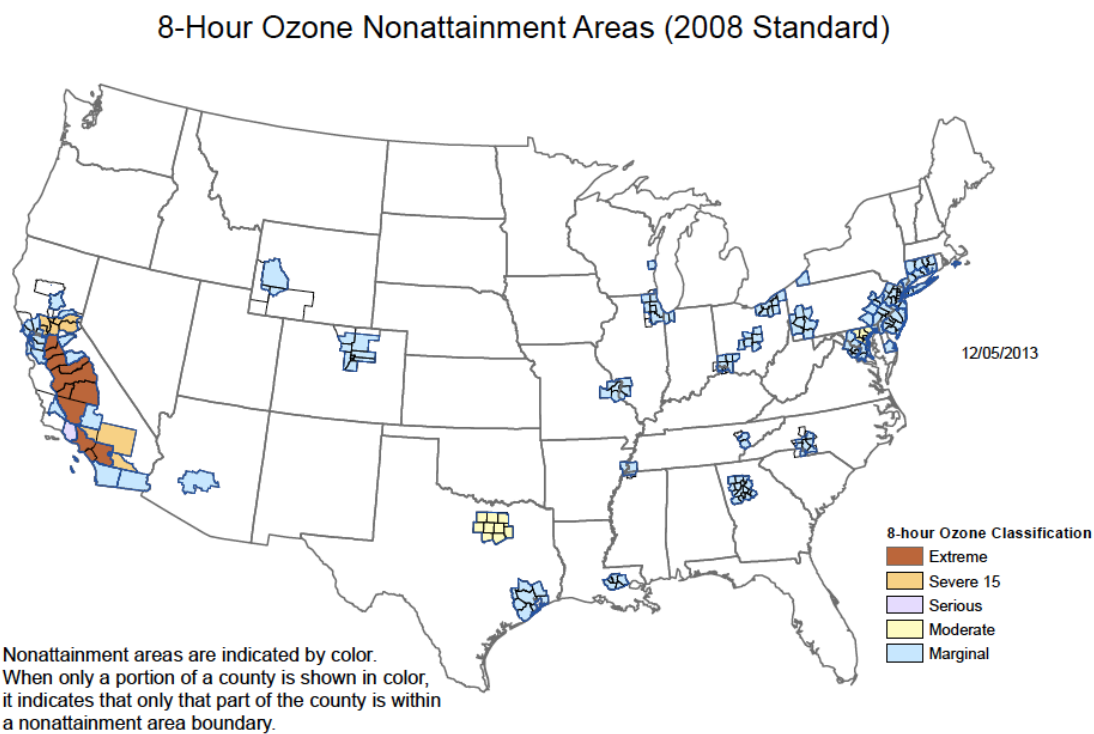 8-Hour Ozone Nonattainment Areas (2008 Standard)
12/05/2013
8-hour Ozone Classification
Extreme
Severe 15
Serious
Moderate
Marginal
Nonattainment areas are indicated by color.
When only a portion of a county is shown in color,
it indicates that only that part of the county is within
a nonattainment area boundary.